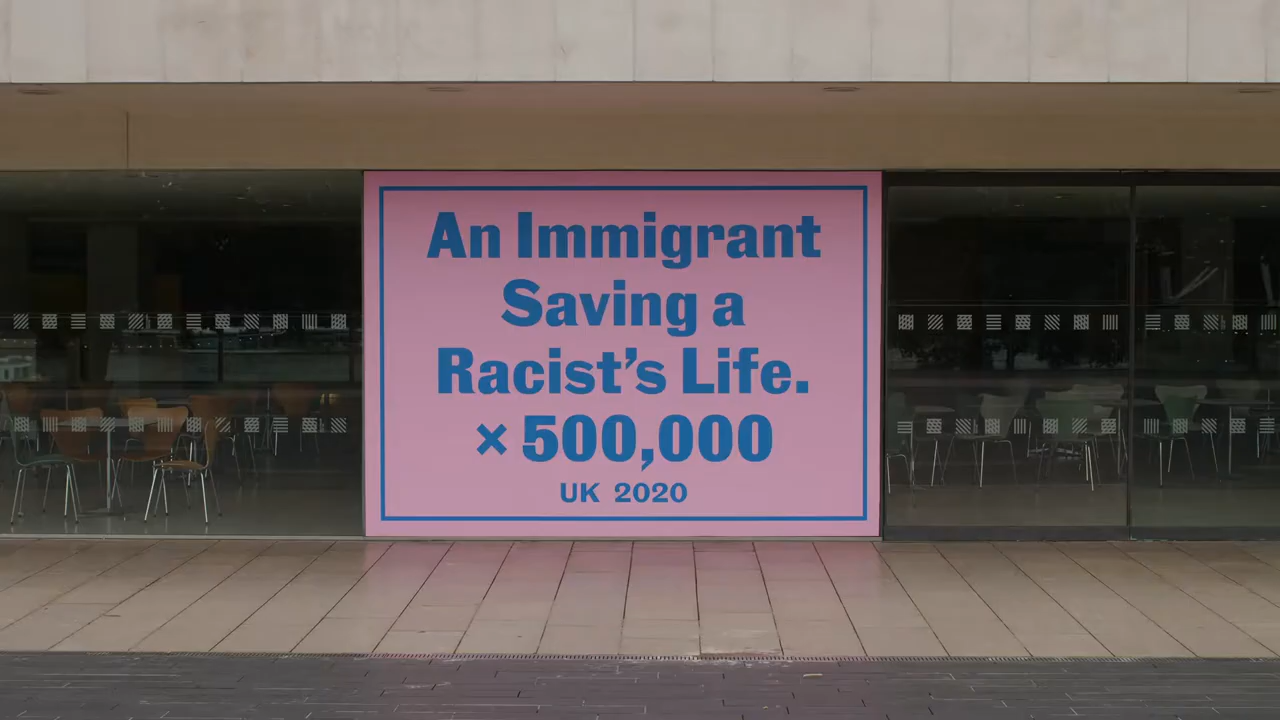 An Immigrant
Saving a
Racist’s Life.
× 500,000
UK 2020